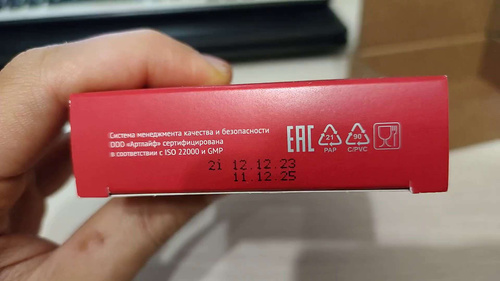 Система менеджмента качества и безопасности
ООО «Артлайф» сертифицирована
в соответствии с ISO 22000 и GMP
EAC
21
PAP
90
C/PVC
21 12.12.23
11.12.25